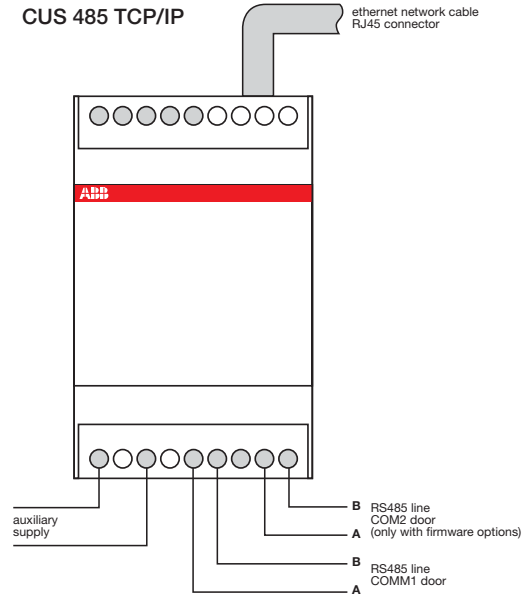 CUS 485 TCP/IP
ethernet network cable
RJ45 connector
ABB
auxiliary
supply
B
RS485 line
COM2 door
A
(only with firmware options)
B
RS485 line
COMM1 door
A